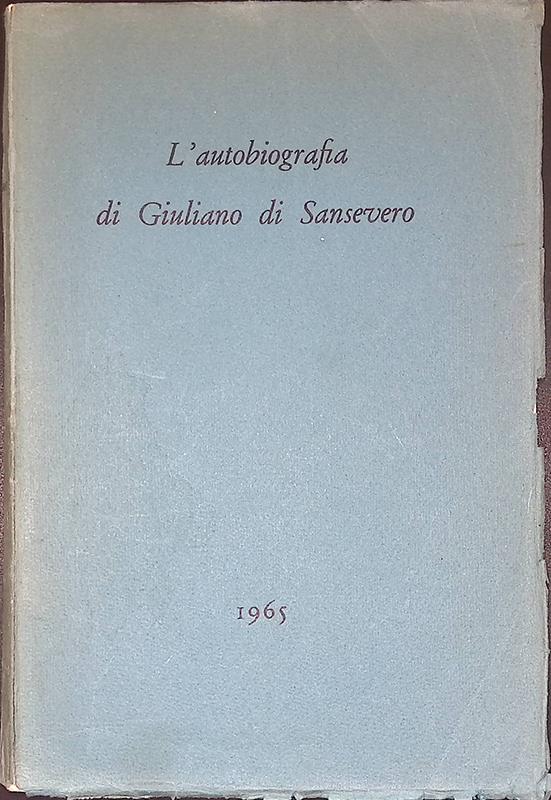 L’autobiografia
di Giuliano di Sansevero
1965